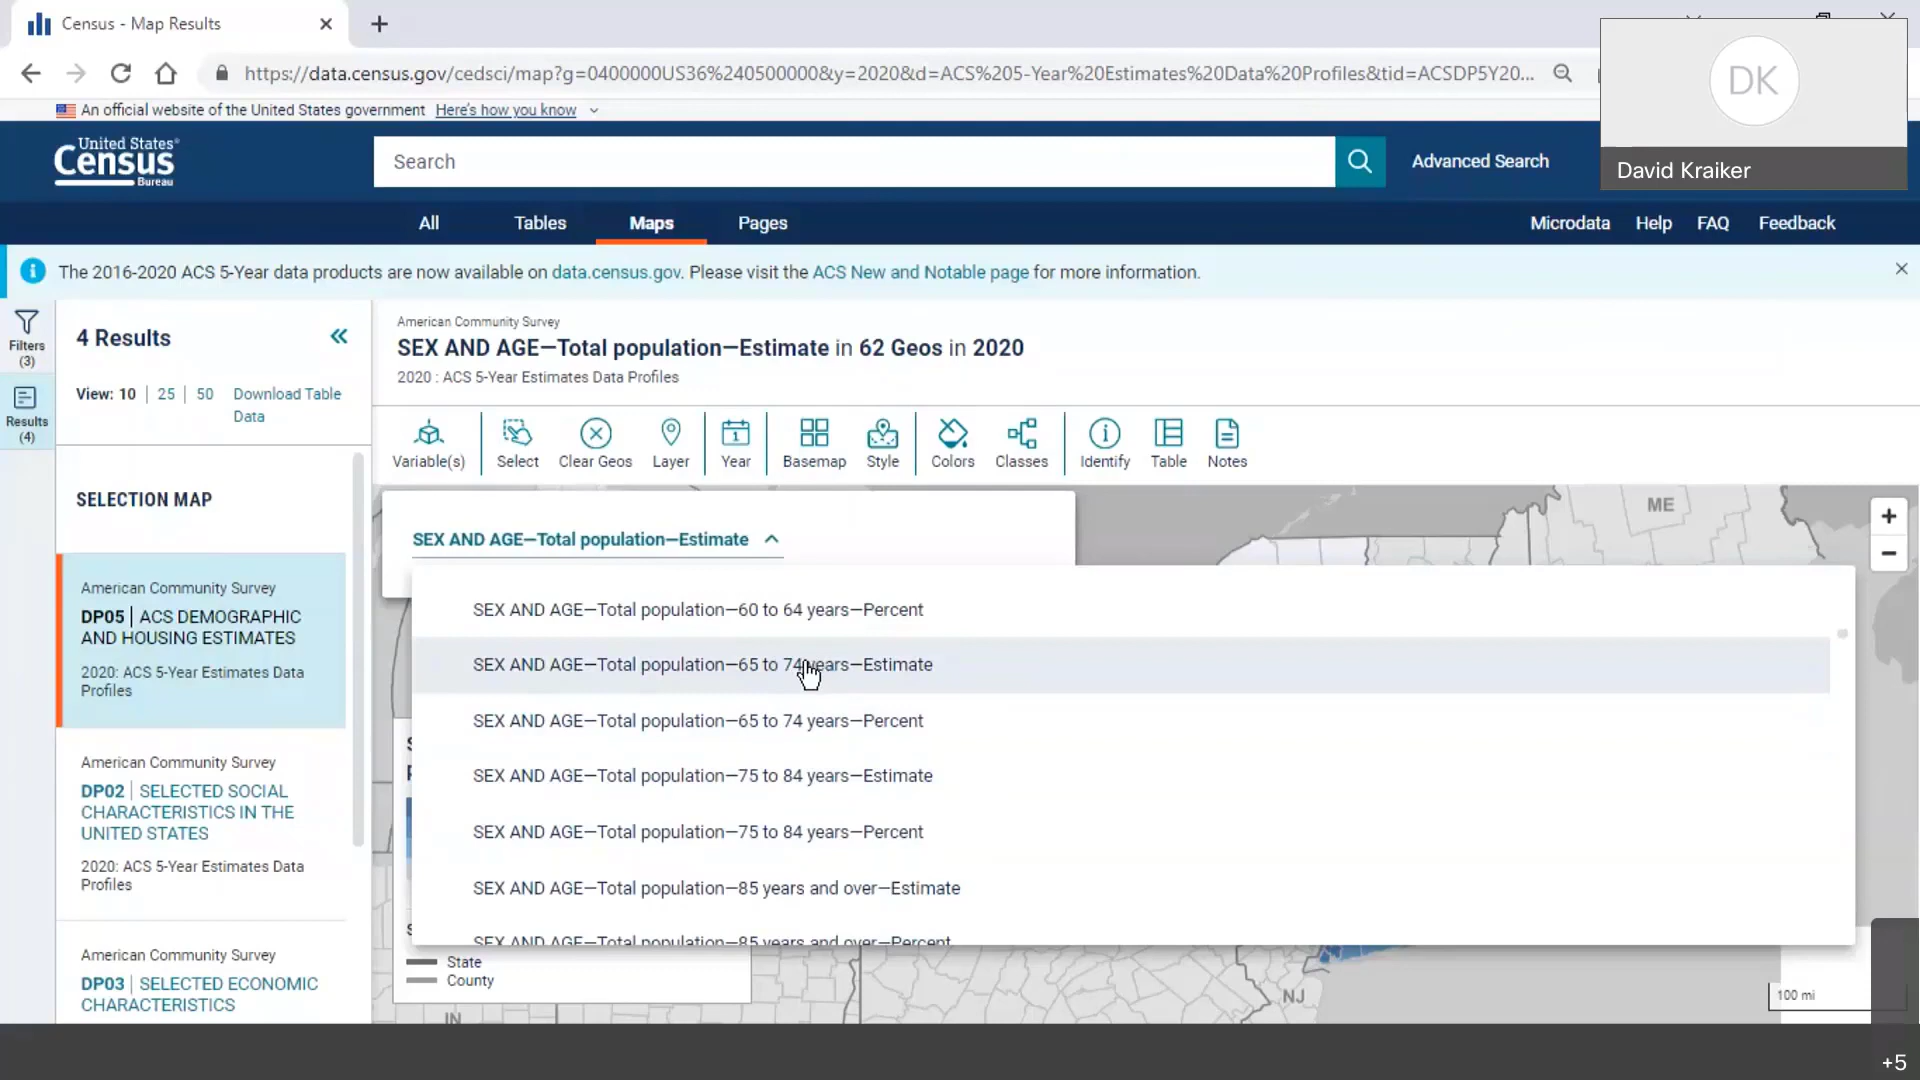 Census - Map Results
https://data.census.gov/cedsci/map?g=0400000US36%240500000&y=2020&d=ACS%205-Year%20Estimates%20Data%20Profiles&tid=ACSDP5Y20...
DK
David Kraiker
An official website of the United States government Here's how you know
United States®
Census
Bureau
Search
Advanced Search
All Tables Maps Pages
Microdata Help FAQ Feedback
The 2016-2020 ACS 5-Year data products are now available on data.census.gov. Please visit the ACS New and Notable page for more information.
Filters
(3)
Results
(4)
4 Results
View: 10 | 25 | 50 Download Table
Data
SELECTION MAP
American Community Survey
DP05 | ACS DEMOGRAPHIC
AND HOUSING ESTIMATES
2020: ACS 5-Year Estimates Data
Profiles
American Community Survey
DP02 | SELECTED SOCIAL
CHARACTERISTICS IN THE
UNITED STATES
2020: ACS 5-Year Estimates Data
Profiles
American Community Survey
DP03 | SELECTED ECONOMIC
CHARACTERISTICS
American Community Survey
SEX AND AGE—Total population—Estimate in 62 Geos in 2020
2020 : ACS 5-Year Estimates Data Profiles
Variable(s) Select Clear Geos Layer Year Basemap Style Colors Classes Identify Table Notes
1
SEX AND AGE—Total population—Estimate
SEX AND AGE—Total population—60 to 64 years—Percent
SEX AND AGE—Total population—65 to 74 years—Estimate
SEX AND AGE—Total population—65 to 74 years—Percent
SEX AND AGE—Total population—75 to 84 years—Estimate
SEX AND AGE—Total population—75 to 84 years—Percent
SEX AND AGE—Total population—85 years and over—Estimate
SEX AND AGE—Total population—85 years and over—Percent
ME
+
−
State
County
IN
NJ
100 mi
+5